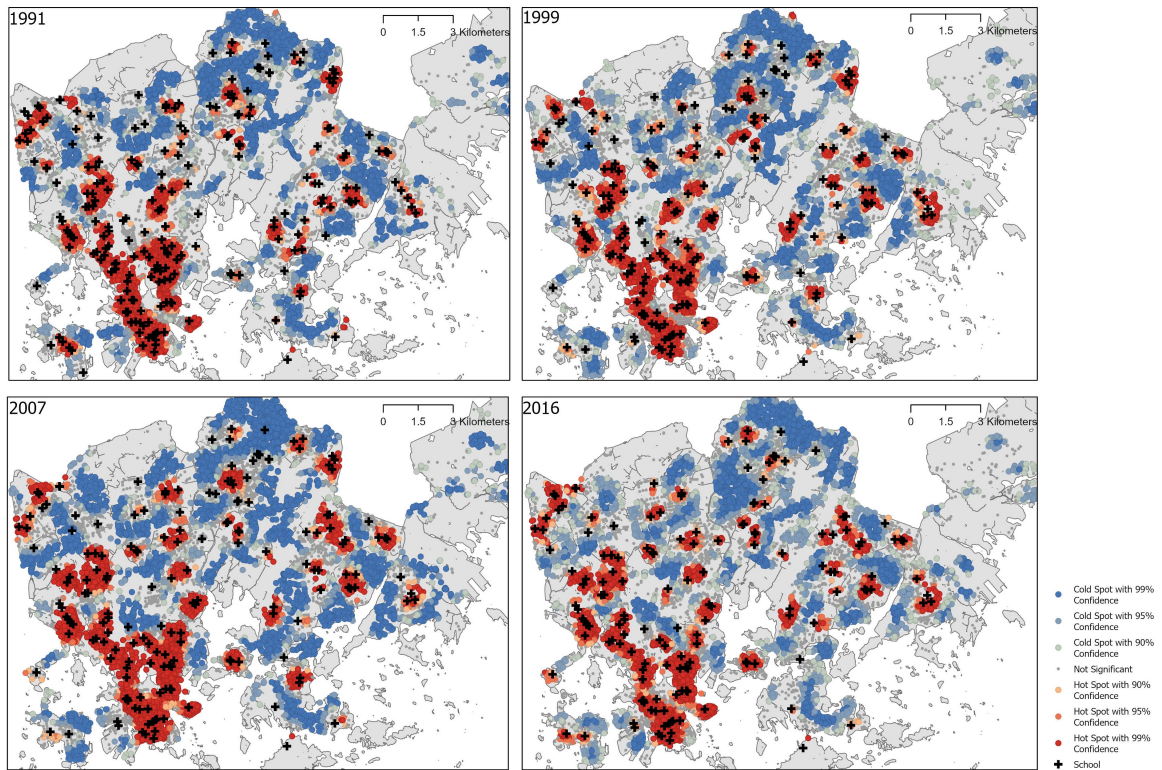 1991
0 1.5 3 Kilometers
1999
0 1.5 3 Kilometers
2007
0 1.5 3 Kilometers
2016
0 1.5 3 Kilometers
Cold Spot with 99%
Confidence
Cold Spot with 95%
Confidence
Cold Spot with 90%
Confidence
Not Significant
Hot Spot with 90%
Confidence
Hot Spot with 95%
Confidence
Hot Spot with 99%
Confidence
School